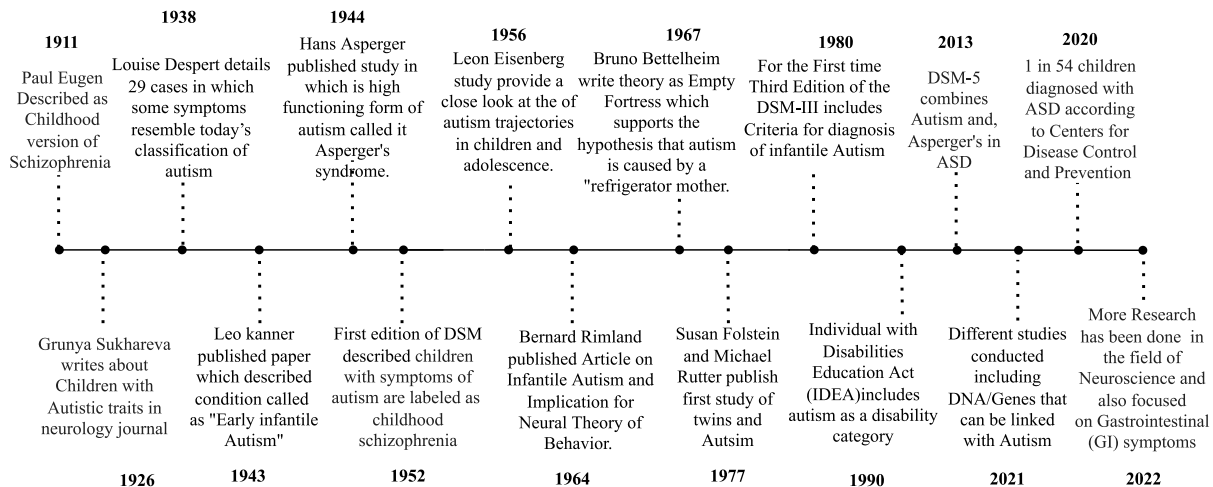 1911
Paul Eugen
Described as
Childhood
version of
Schizophrenia
1938
Louise Despert details
29 cases in which
some symptoms
resemble today's
classification of
autism
1944
Hans Asperger
published study in
which is high
functioning form of
autism called it
Asperger's
syndrome.
1956
Leon Eisenberg
study provide a
close look at the of
autism trajectories
in children and
adolescence.
1967
Bruno Bettelheim
write theory as Empty
Fortress which
supports the
hypothesis that autism
is caused by a
"refrigerator mother.
1980
For the First time
Third Edition of the
DSM-III includes
Criteria for diagnosis
of infantile Autism
2013
DSM-5
combines
Autism and,
Asperger's in
ASD
2020
1 in 54 children
diagnosed with
ASD according
to Centers for
Disease Control
and Prevention
Grunya Sukhareva
writes about
Children with
Autistic traits in
neurology journal
1926
Leo kanner
published paper
which described
condition called
as "Early infantile
Autism"
1943
First edition of DSM
described children
with symptoms of
autism are labeled as
childhood
schizophrenia
1952
Bernard Rimland
published Article on
Infantile Autism and
Implication for
Neural Theory of
Behavior.
1964
Susan Folstein
and Michael
Rutter publish
first study of
twins and
Autsim
1977
Individual with
Disabilities
Education Act
(IDEA)includes
autism as a disability
category
1990
Different studies
conducted
including
DNA/Genes that
can be linked
with Autism
2021
More Research
has been done in
the field of
Neuroscience and
also focused
on Gastrointestinal
(GI) symptoms
2022